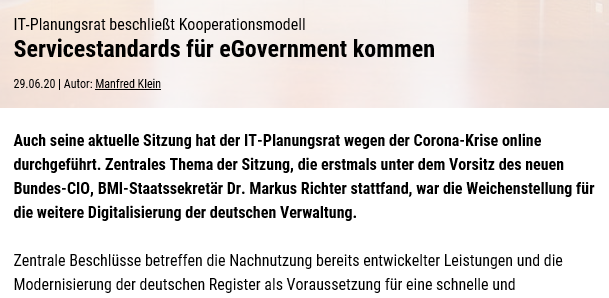 IT-Planungsrat beschließt Kooperationsmodell
Servicestandards für eGovernment kommen
29.06.20 | Autor: Manfred Klein
Auch seine aktuelle Sitzung hat der IT-Planungsrat wegen der Corona-Krise online
durchgeführt. Zentrales Thema der Sitzung, die erstmals unter dem Vorsitz des neuen
Bundes-CIO, BMI-Staatssekretär Dr. Markus Richter stattfand, war die Weichenstellung für
die weitere Digitalisierung der deutschen Verwaltung.
Zentrale Beschlüsse betreffen die Nachnutzung bereits entwickelter Leistungen und die
Modernisierung der deutschen Register als Voraussetzung für eine schnelle und